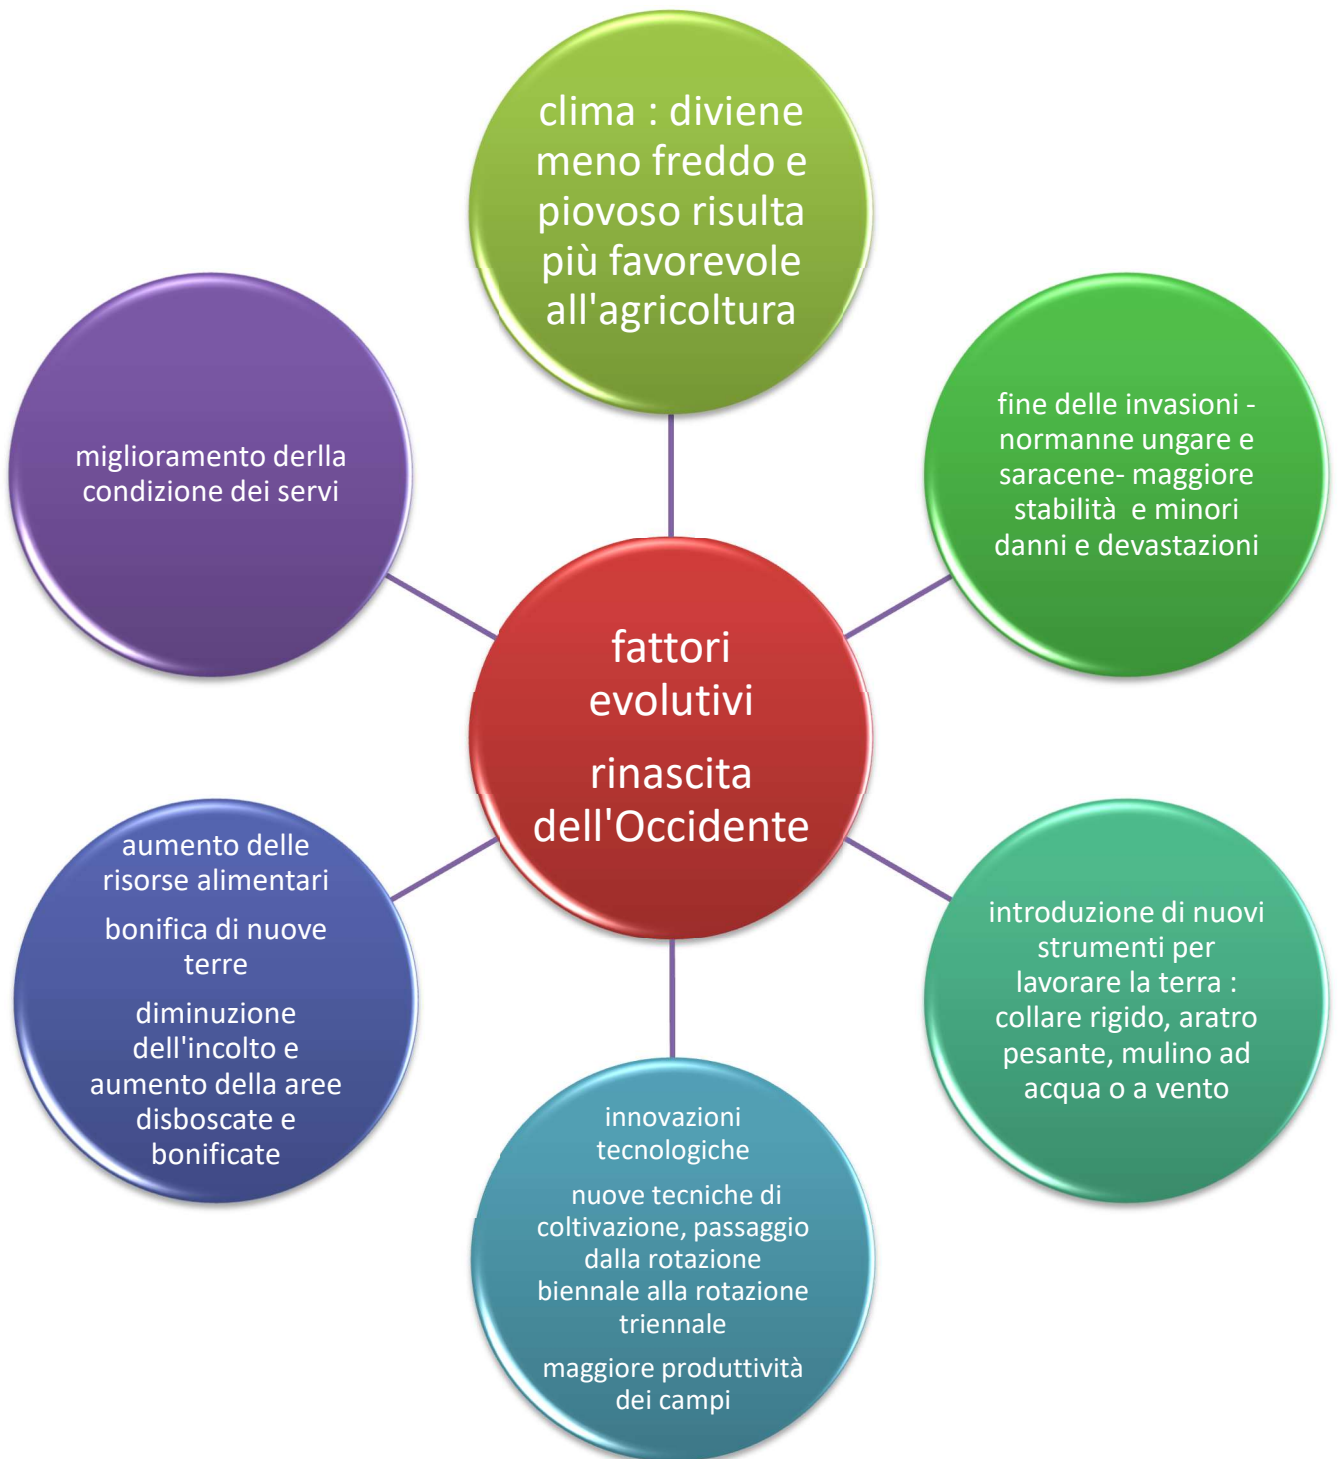 clima : diviene
meno freddo e
piovoso risulta
più favorevole
all'agricoltura
fine delle invasioni -
normanne ungare e
saracene- maggiore
stabilità  e minori
danni e devastazioni
introduzione di nuovi
strumenti per
lavorare la terra :
collare rigido, aratro
pesante, mulino ad
acqua o a vento
innovazioni
tecnologiche
nuove tecniche di
coltivazione, passaggio
dalla rotazione
biennale alla rotazione
triennale
maggiore produttività
dei campi
aumento delle
risorse alimentari
bonifica di nuove
terre
diminuzione
dell'incolto e
aumento della aree
disboscate e
bonificate
miglioramento derlla
condizione dei servi
fattori
evolutivi
rinascita
dell'Occidente